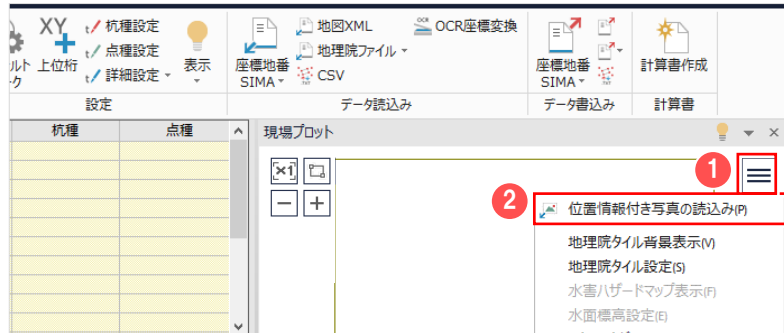 XY
上位桁
杭種設定
点種設定
詳細設定
表示
設定
座標地番
SIMA
地図XML
地理院ファイル
CSV
OCR
OCR座標変換
データ読込み
座標地番
SIMA
データ書込み
計算書作成
計算書
杭種 点種
現場プロット
×1
1
2
位置情報付き写真の読込み(P)
地理院タイル背景表示(V)
地理院タイル設定(S)
水害ハザードマップ表示(F)
水面標高設定(E)